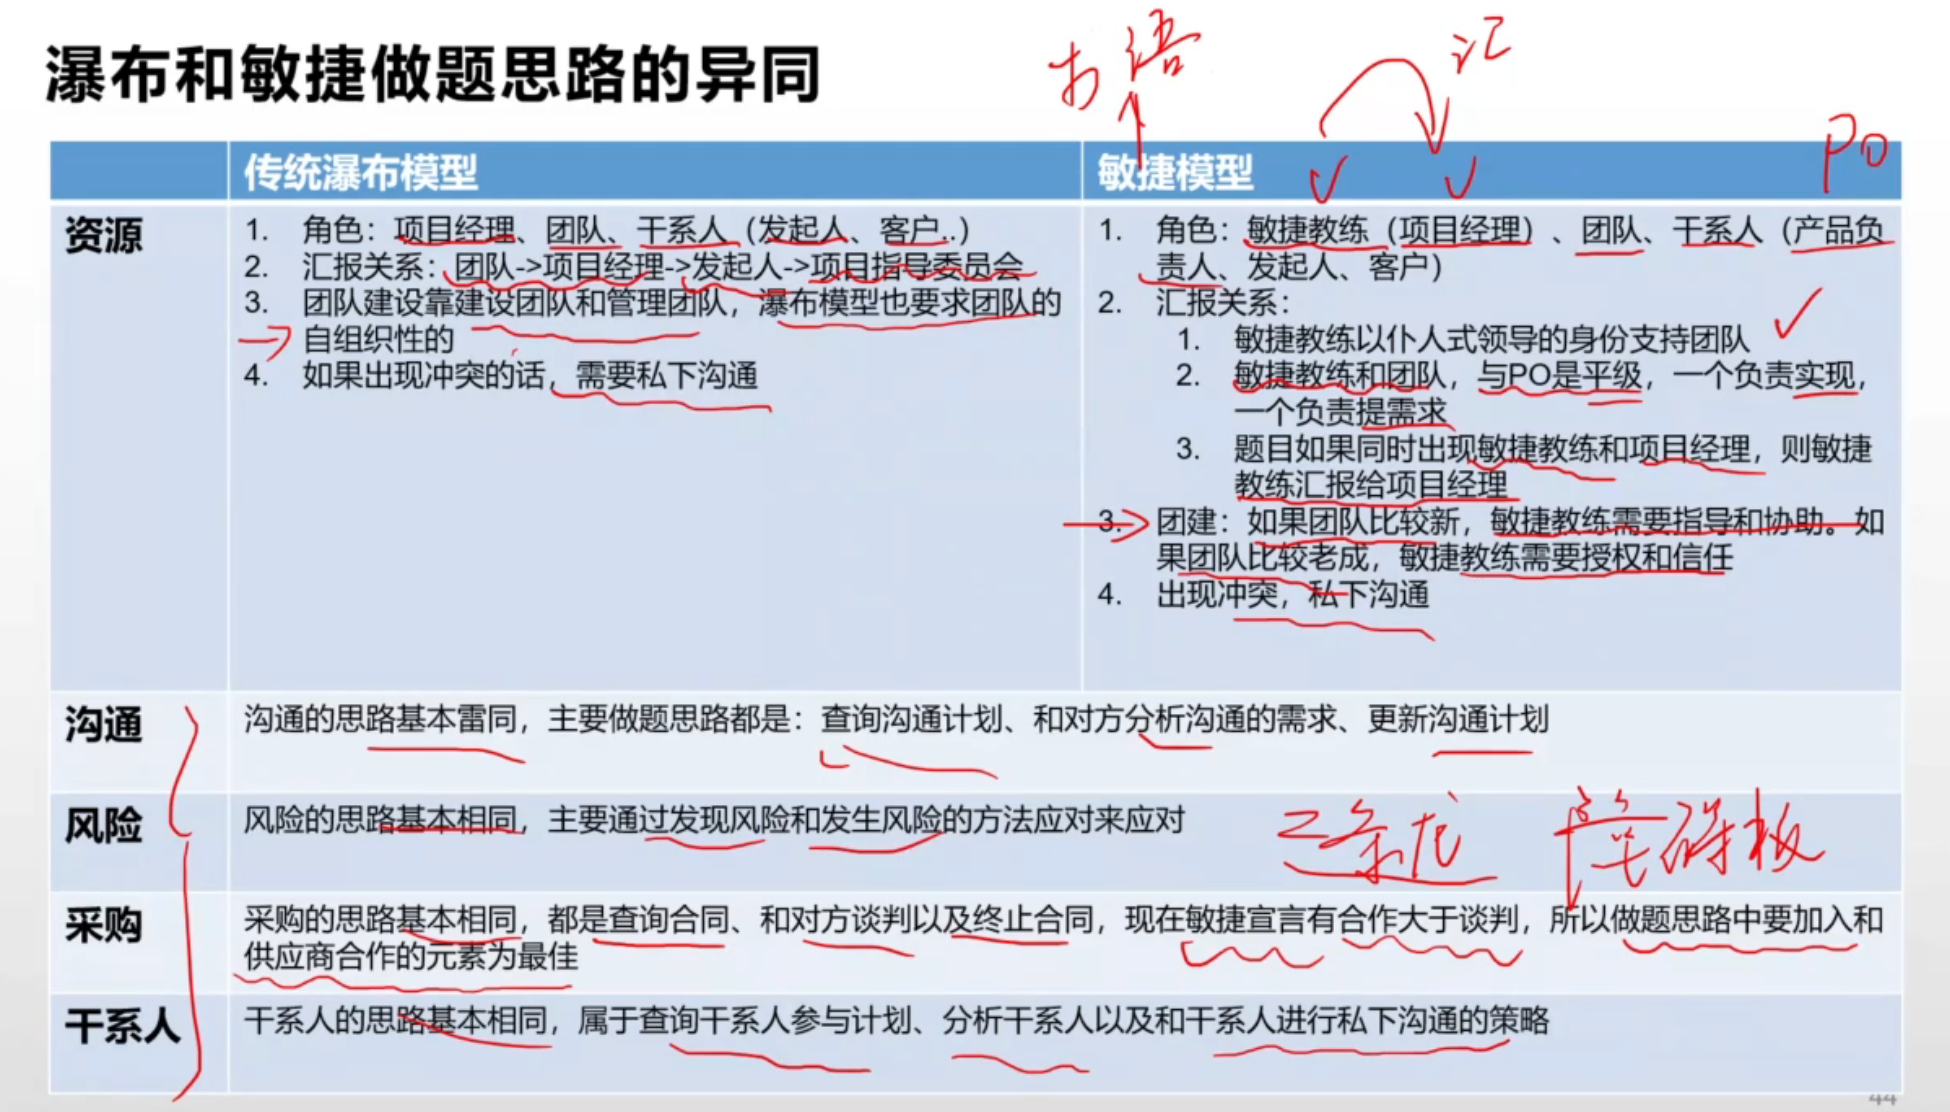 瀑布和敏捷做题思路的异同
汇
PO
传统瀑布模型
敏捷模型
资源
1. 角色：项目经理、团队、干系人（发起人、客户..）
2. 汇报关系：团队->项目经理->发起人->项目指导委员会
3. 团队建设靠建设团队和管理团队，瀑布模型也要求团队的
自组织性的
4. 如果出现冲突的话，需要私下沟通
1. 角色：敏捷教练（项目经理）、团队、干系人（产品负
责人、发起人、客户）
2. 汇报关系：
1. 敏捷教练以仆人式领导的身份支持团队
2. 敏捷教练和团队，与PO是平级，一个负责实现，
一个负责提需求
3. 题目如果同时出现敏捷教练和项目经理，则敏捷
教练汇报给项目经理
3. 团建：如果团队比较新，敏捷教练需要指导和协助。如
果团队比较老成，敏捷教练需要授权和信任
4. 出现冲突，私下沟通
沟通
沟通的思路基本雷同，主要做题思路都是：查询沟通计划、和对方分析沟通的需求、更新沟通计划
风险
风险的思路基本相同，主要通过发现风险和发生风险的方法应对来应对
二条龙 障碍板
采购
采购的思路基本相同，都是查询合同、和对方谈判以及终止合同，现在敏捷宣言有合作大于谈判，所以做题思路中要加入和
供应商合作的元素为最佳
干系人
干系人的思路基本相同，属于查询干系人参与计划、分析干系人以及和干系人进行私下沟通的策略
44